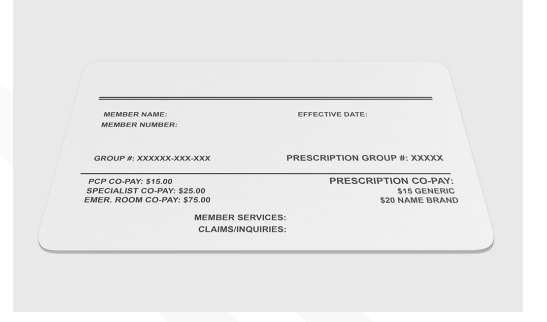 MEMBER NAME:
EFFECTIVE DATE:
MEMBER NUMBER:
GROUP #: XXXXXX-XXX-XXX
PRESCRIPTION GROUP #: XXXXX
PCP CO-PAY: $15.00
SPECIALIST CO-PAY: $25.00
EMER. ROOM CO-PAY: $75.00
PRESCRIPTION CO-PAY:
$15 GENERIC
$20 NAME BRAND
MEMBER SERVICES:
CLAIMS/INQUIRIES: